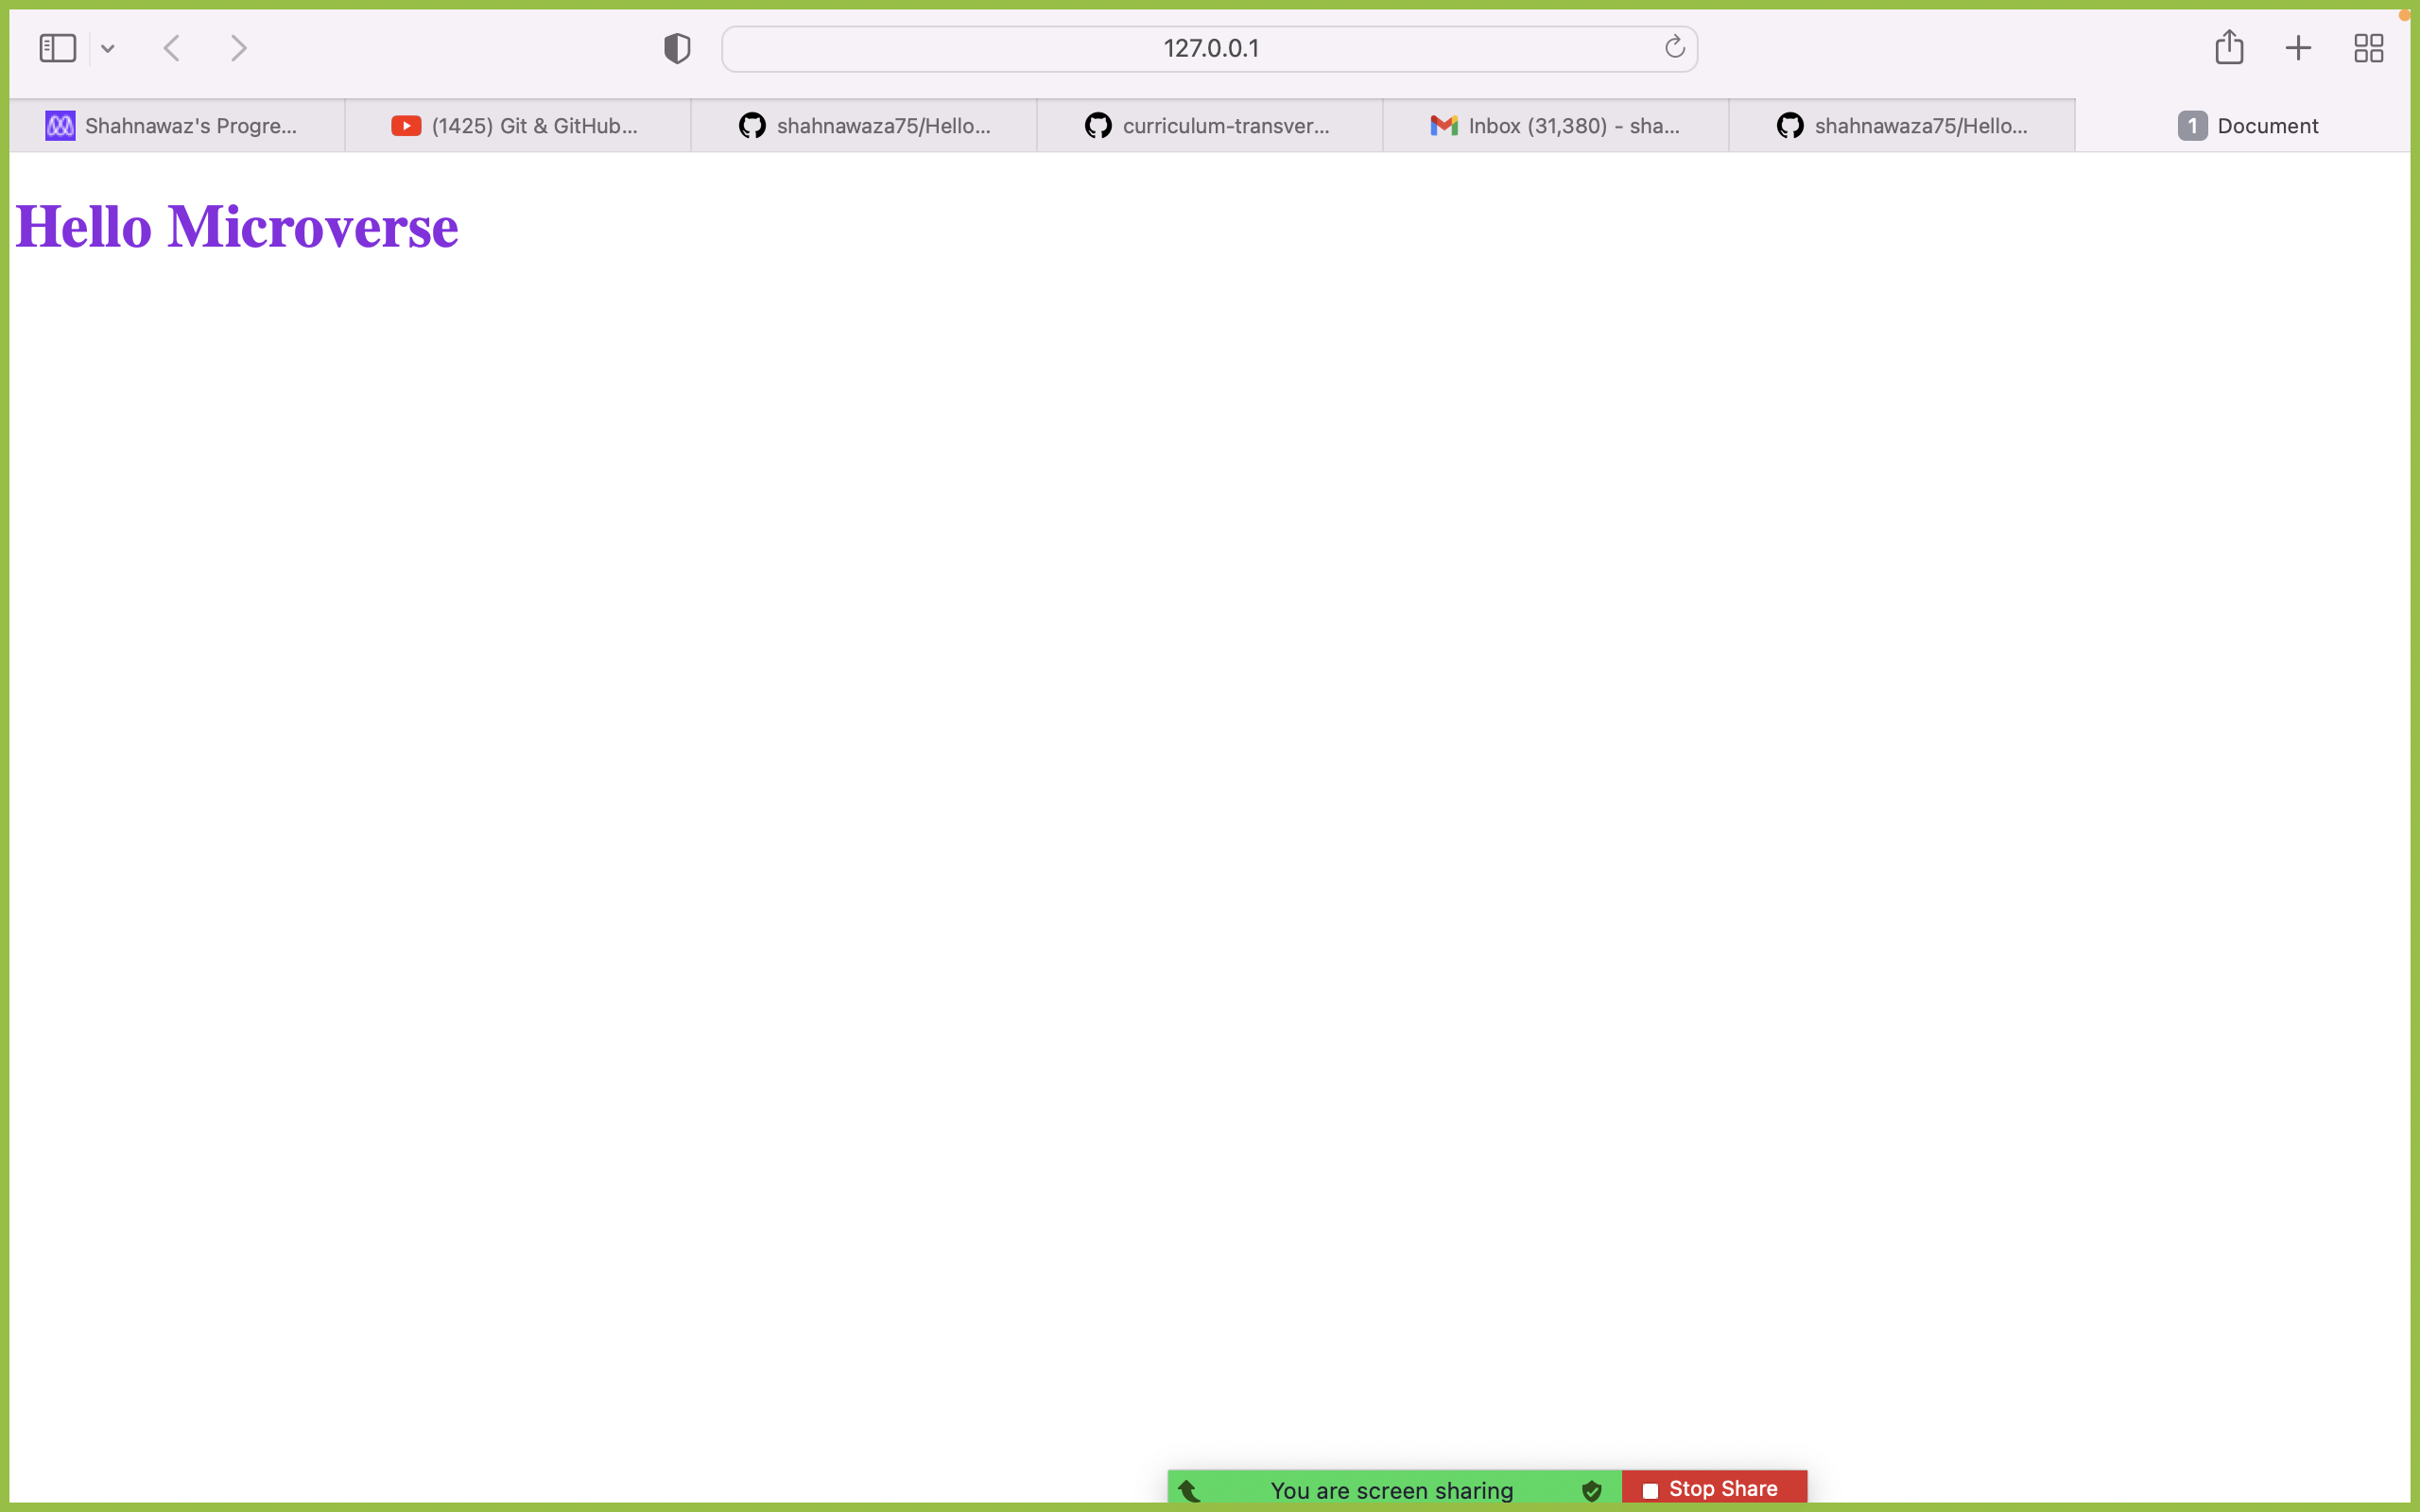 127.0.0.1
Shahnawaz's Progre...
(1425) Git & GitHub...
shahnawaza75/Hello...
curriculum-transver...
Inbox (31,380) - sha...
shahnawaza75/Hello...
1 Document
Hello Microverse
You are screen sharing
Stop Share